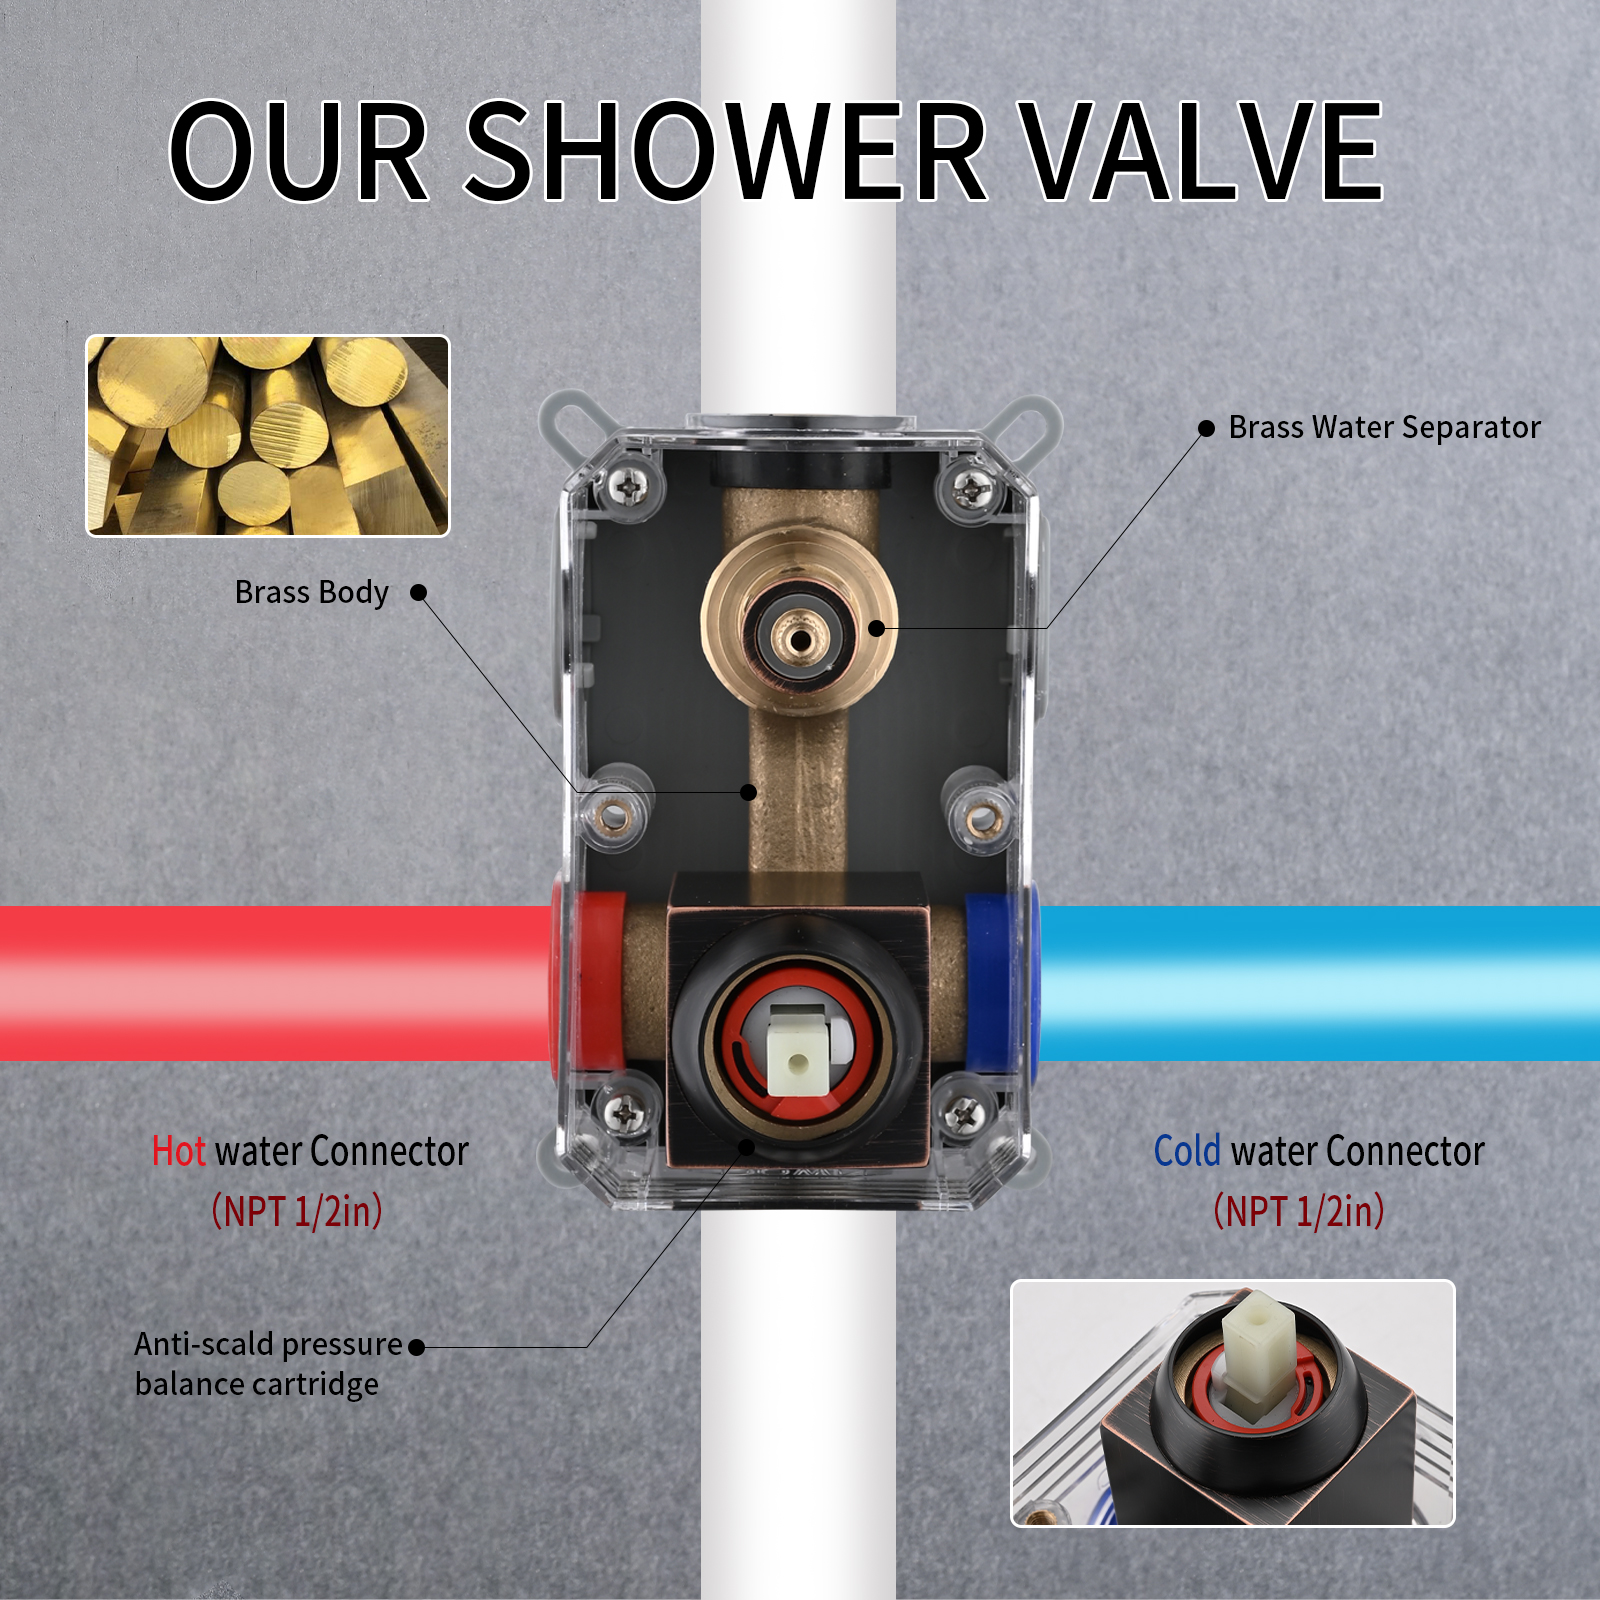 OUR SHOWER VALVE
Brass Water Separator
Brass Body
Hot water Connector
(NPT 1/2in)
Cold water Connector
(NPT 1/2in)
Anti-scald pressure
balance cartridge